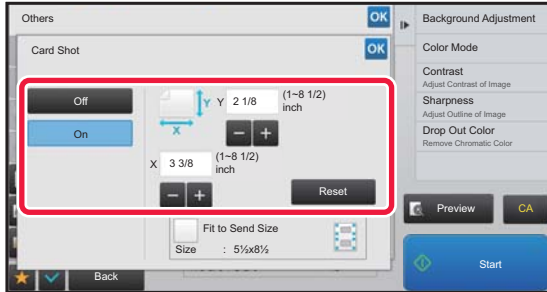 Others
OK
Card Shot
OK
Off
On
Y
X
Y 2 1/8 (1~8 1/2)
inch
- +
X 3 3/8 (1~8 1/2)
inch
- +
Reset
Fit to Send Size
Size : 5½x8½
Back
Background Adjustment
Color Mode
Contrast
Adjust Contrast of Image
Sharpness
Adjust Outline of Image
Drop Out Color
Remove Chromatic Color
Preview
CA
Start